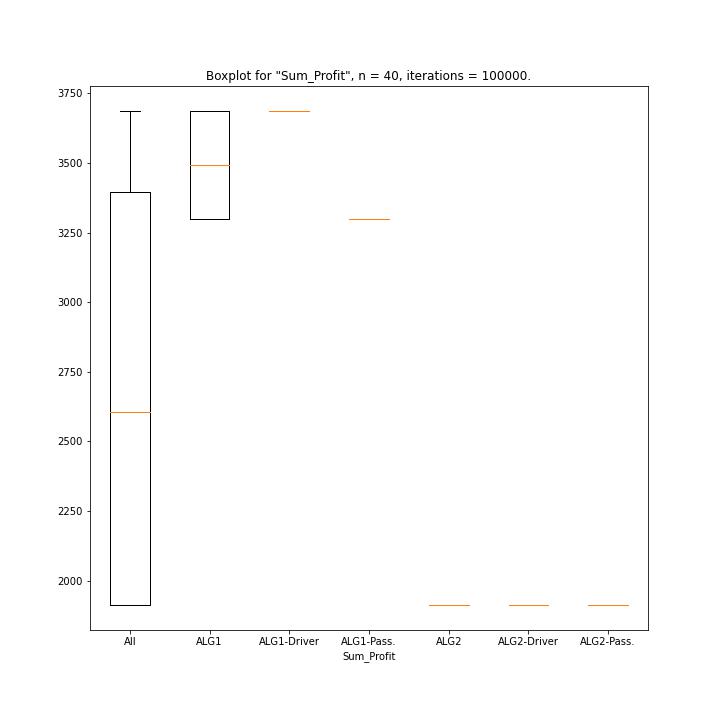 Boxplot for "Sum_Profit", n = 40, iterations = 100000.
3750
3500
3250
3000
2750
2500
2250
2000
All ALG1 ALG1-Driver ALG1-Pass. ALG2 ALG2-Driver ALG2-Pass.
Sum_Profit